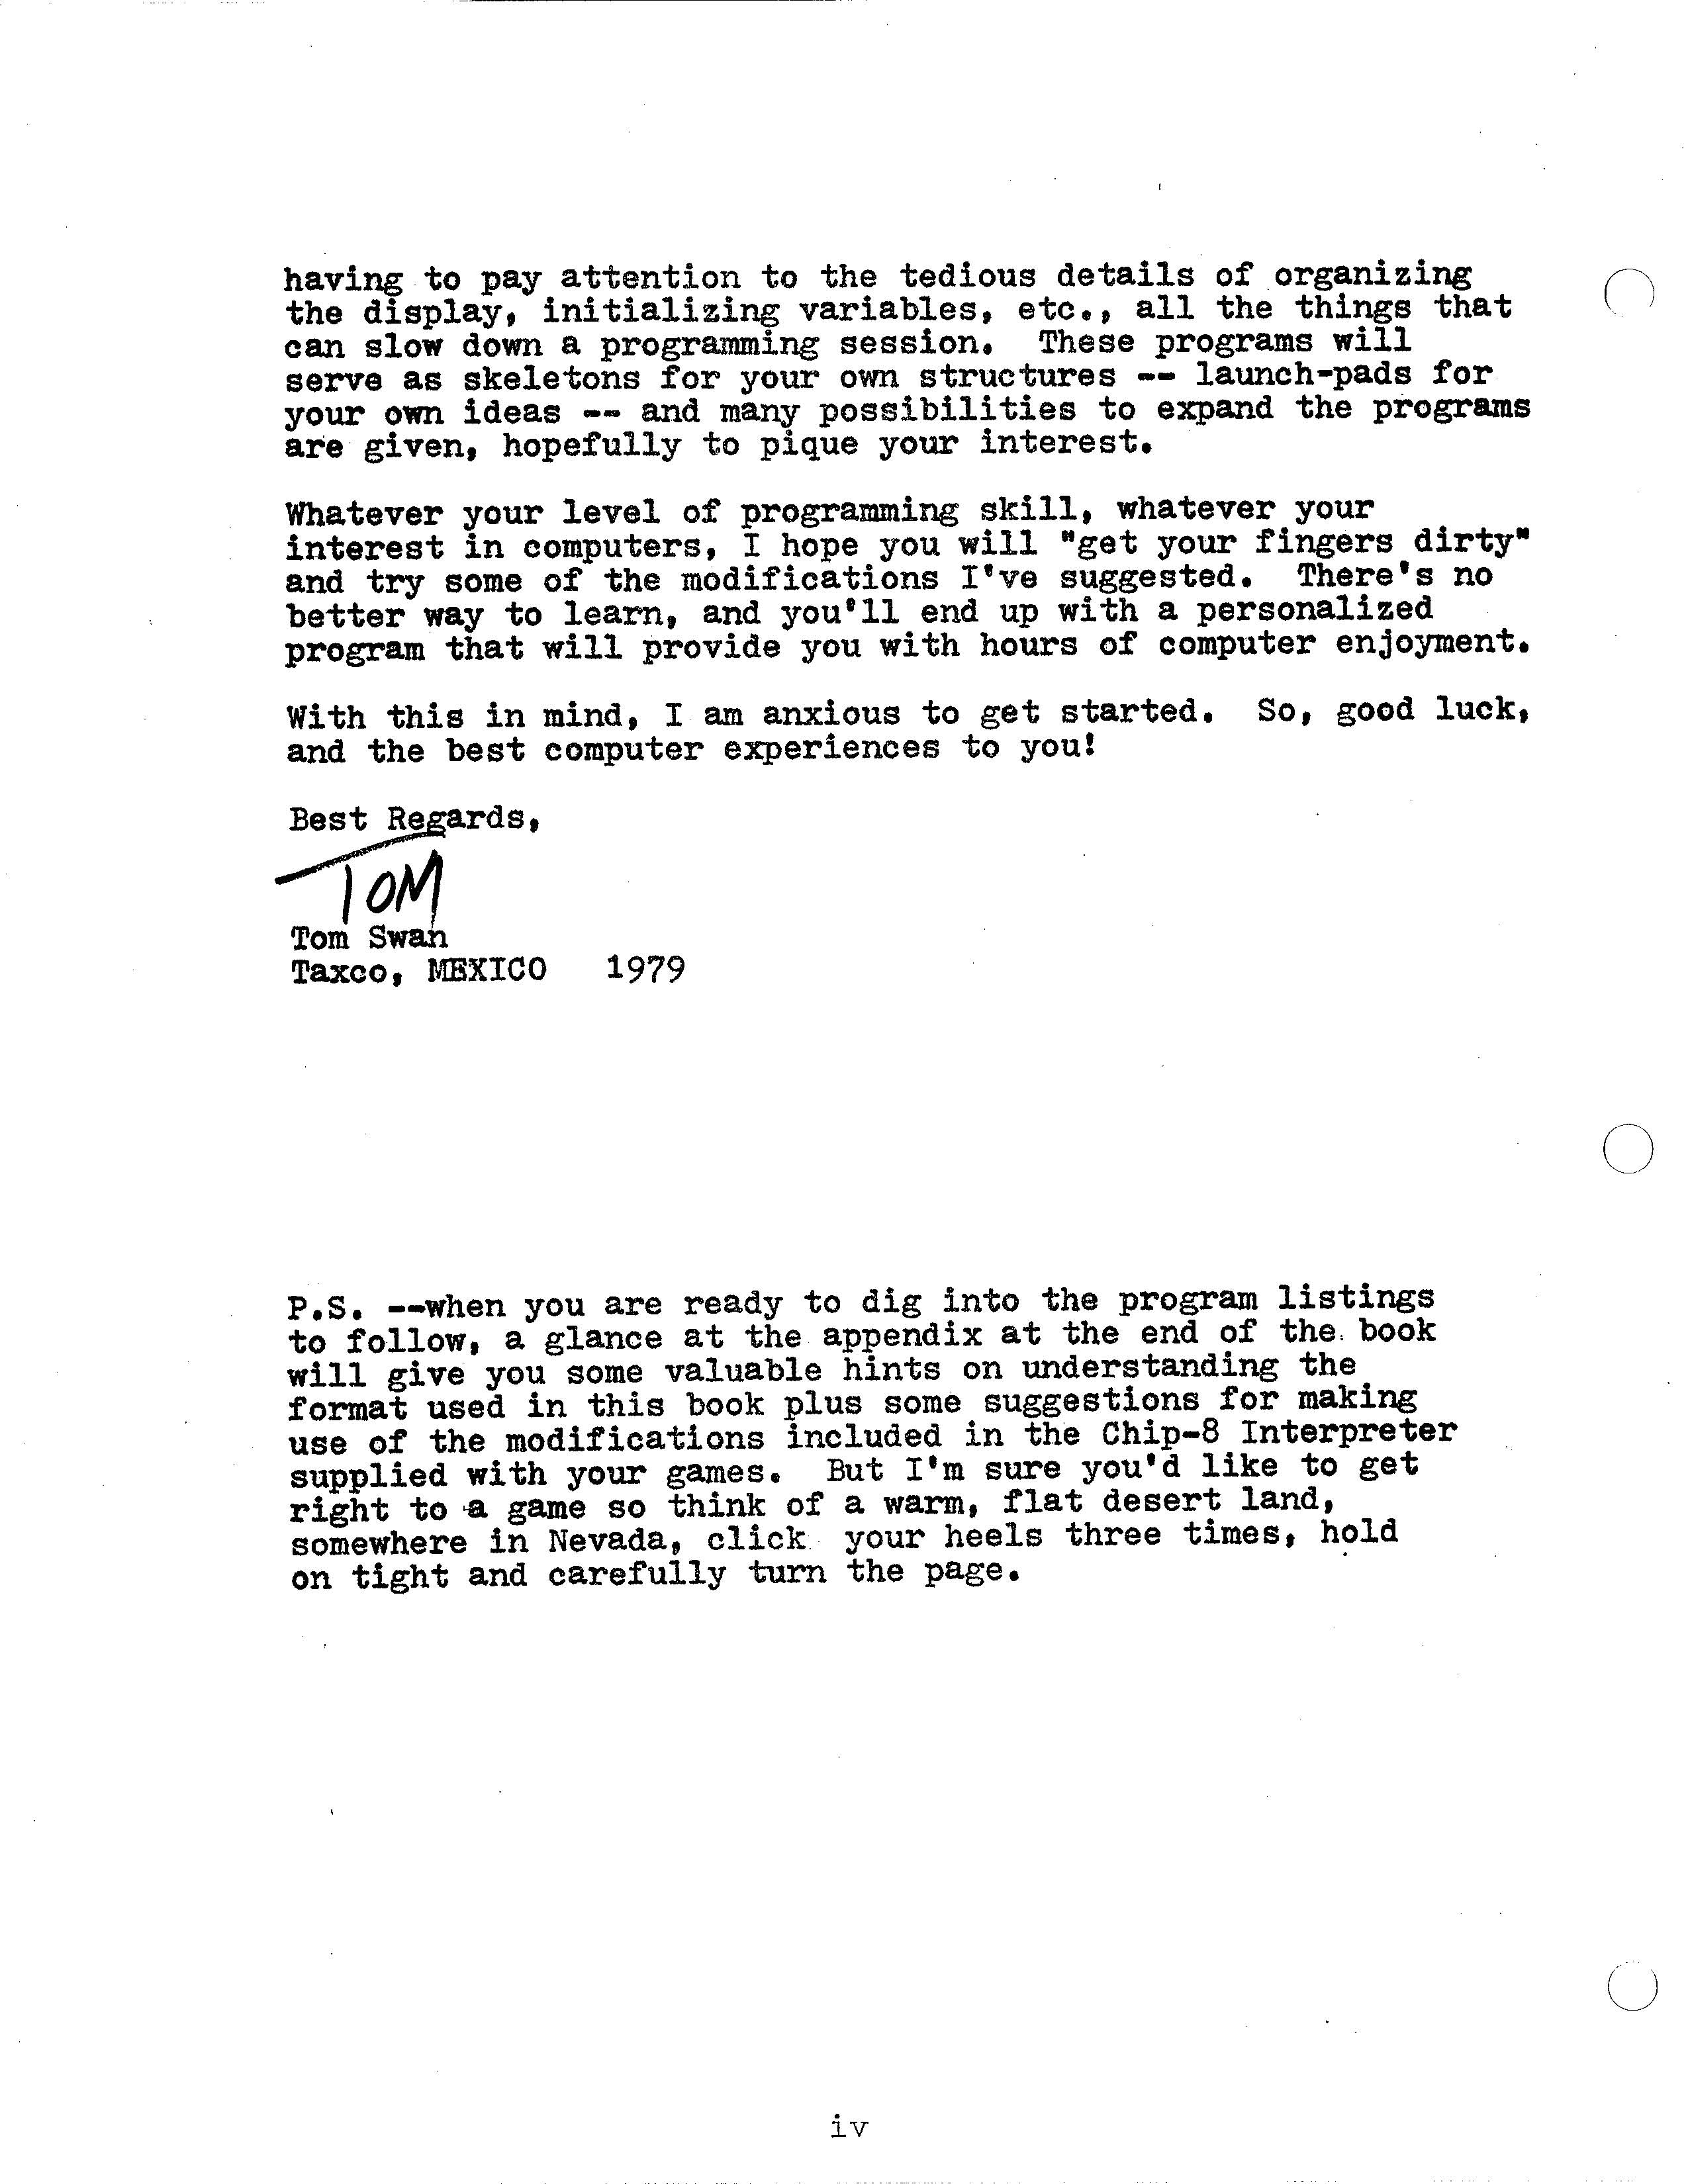 having to pay attention to the tedious details of organizing
the display, initializing variables, etc., all the things that
can slow down a programming session.  These programs will
serve as skeletons for your own structures -- launch-pads for
your own ideas -- and many possibilities to expand the programs
are given, hopefully to pique your interest.
Whatever your level of programming skill, whatever your
interest in computers, I hope you will "get your fingers dirty"
and try some of the modifications I've suggested.  There's no
better way to learn, and you'll end up with a personalized
program that will provide you with hours of computer enjoyment.
With this in mind, I am anxious to get started.  So, good luck,
and the best computer experiences to you!
Best Regards,
TOM
Tom Swan
Taxco, MEXICO   1979
P.S. --when you are ready to dig into the program listings
to follow, a glance at the appendix at the end of the book
will give you some valuable hints on understanding the
format used in this book plus some suggestions for making
use of the modifications included in the Chip-8 Interpreter
supplied with your games.  But I'm sure you'd like to get
right to a game so think of a warm, flat desert land,
somewhere in Nevada, click your heels three times, hold
on tight and carefully turn the page.
iv